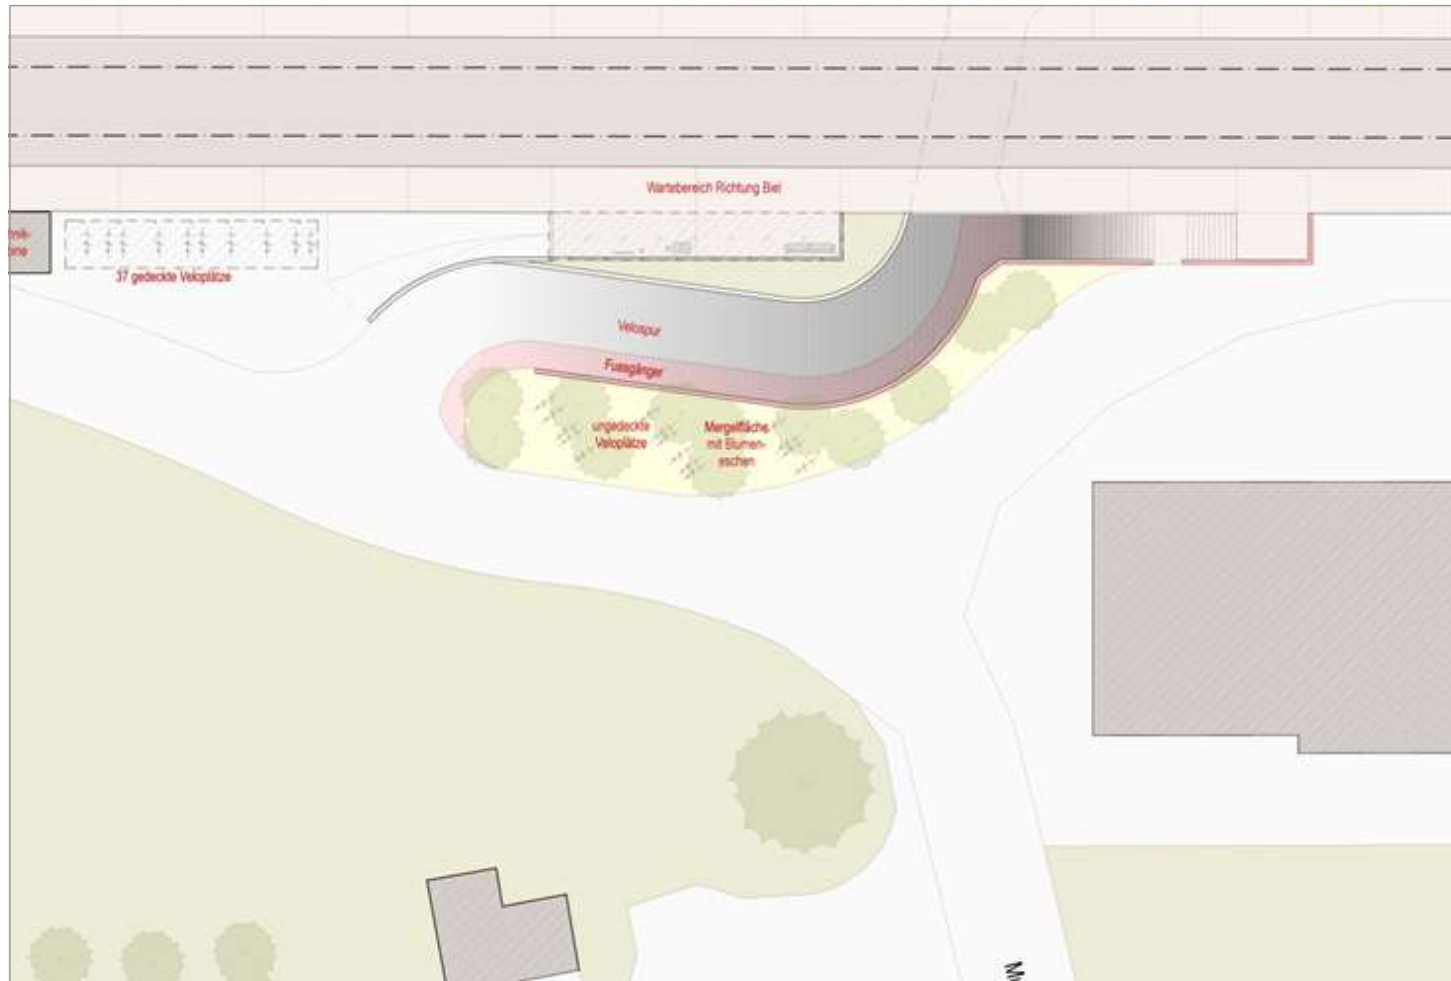 Wartebereich Richtung Biel
37 gedeckte Veloplätze
Velospur
Fussgänger
ungedeckte
Veloplätze
Mergelfläche
mit Blumen-
eschen